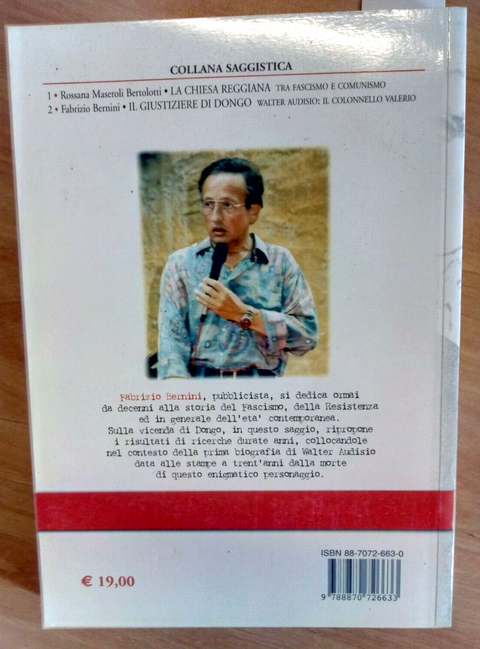 COLLANA SAGGISTICA
1 • Rossana Maseroli Bertolotti • LA CHIESA REGGIANA TRA FASCISMO E COMUNISMO
2 • Fabrizio Bernini • IL GIUSTIZIERE DI DONGO WALTER AUDISIO: IL COLONNELLO VALERIO
Fabrizio Bernini, pubblicista, si dedica ormai
da decenni alla storia del Fascismo, della Resistenza
ed in generale dell'eta' contemporanea.
Sulla vicenda di Dongo, in questo saggio, ripropone
i risultati di ricerche durate anni, collocandole
nel contesto della prima biografia di Walter Audisio
data alle stampe a trent'anni dalla morte
di questo enigmatico personaggio.
ISBN 88-7072-663-0
€ 19,00
9 788870 726633